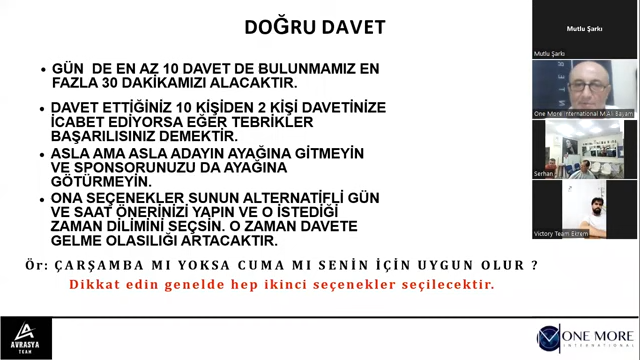 DOĞRU DAVET
• GÜN DE EN AZ 10 DAVET DE BULUNMAMIZ EN
FAZLA 30 DAKİKAMIZI ALACAKTIR.
• DAVET ETTİĞİNİZ 10 KİŞİDEN 2 KİŞİ DAVETİNİZE
İCABET EDİYORSA EĞER TEBRİKLER
BAŞARILISINIZ DEMEKTİR.
• ASLA AMA ASLA ADAYIN AYAĞINA GİTMEYİN
VE SPONSORUNUZU DA AYAĞINA
GÖTÜRMEYİN.
• ONA SEÇENEKLER SUNUN ALTERNATİFLİ GÜN
VE SAAT ÖNERİNİZİ YAPIN VE O İSTEDİĞİ
ZAMAN DİLİMİNİ SEÇSİN. O ZAMAN DAVETE
GELME OLASILIĞI ARTACAKTIR.
Ör: ÇARŞAMBA MI YOKSA CUMA MI SENİN İÇİN UYGUN OLUR ?
Dikkat edin genelde hep ikinci seçenekler seçilecektir.
AVRASYA
TEAM
ONE MORE
INTERNATIONAL
Mutlu Şarkı
Mutlu Şarkı
One More International M.Ali Başam
Serhan
Victory Team Ekrem